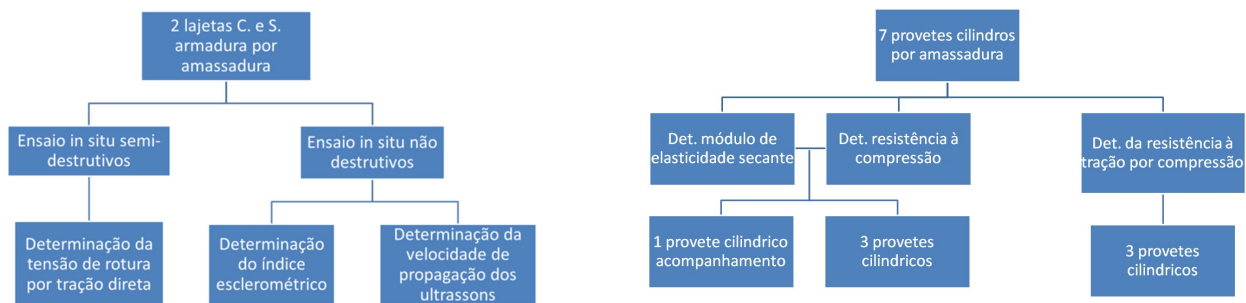 2 lajetas C. e S.
armadura por
amassadura
Ensaio in situ semi-
destrutivos
Ensaio in situ não
destrutivos
Determinação da
tensão de rotura
por tração direta
Determinação
do índice
esclerométrico
Determinação da
velocidade de
propagação dos
ultrassons
7 provetes cilindros
por amassadura
Det. módulo de
elasticidade secante
Det. resistência à
compressão
Det. da resistência à
tração por compressão
1 provete cilindrico
acompanhamento
3 provetes
cilindricos
3 provetes
cilindricos